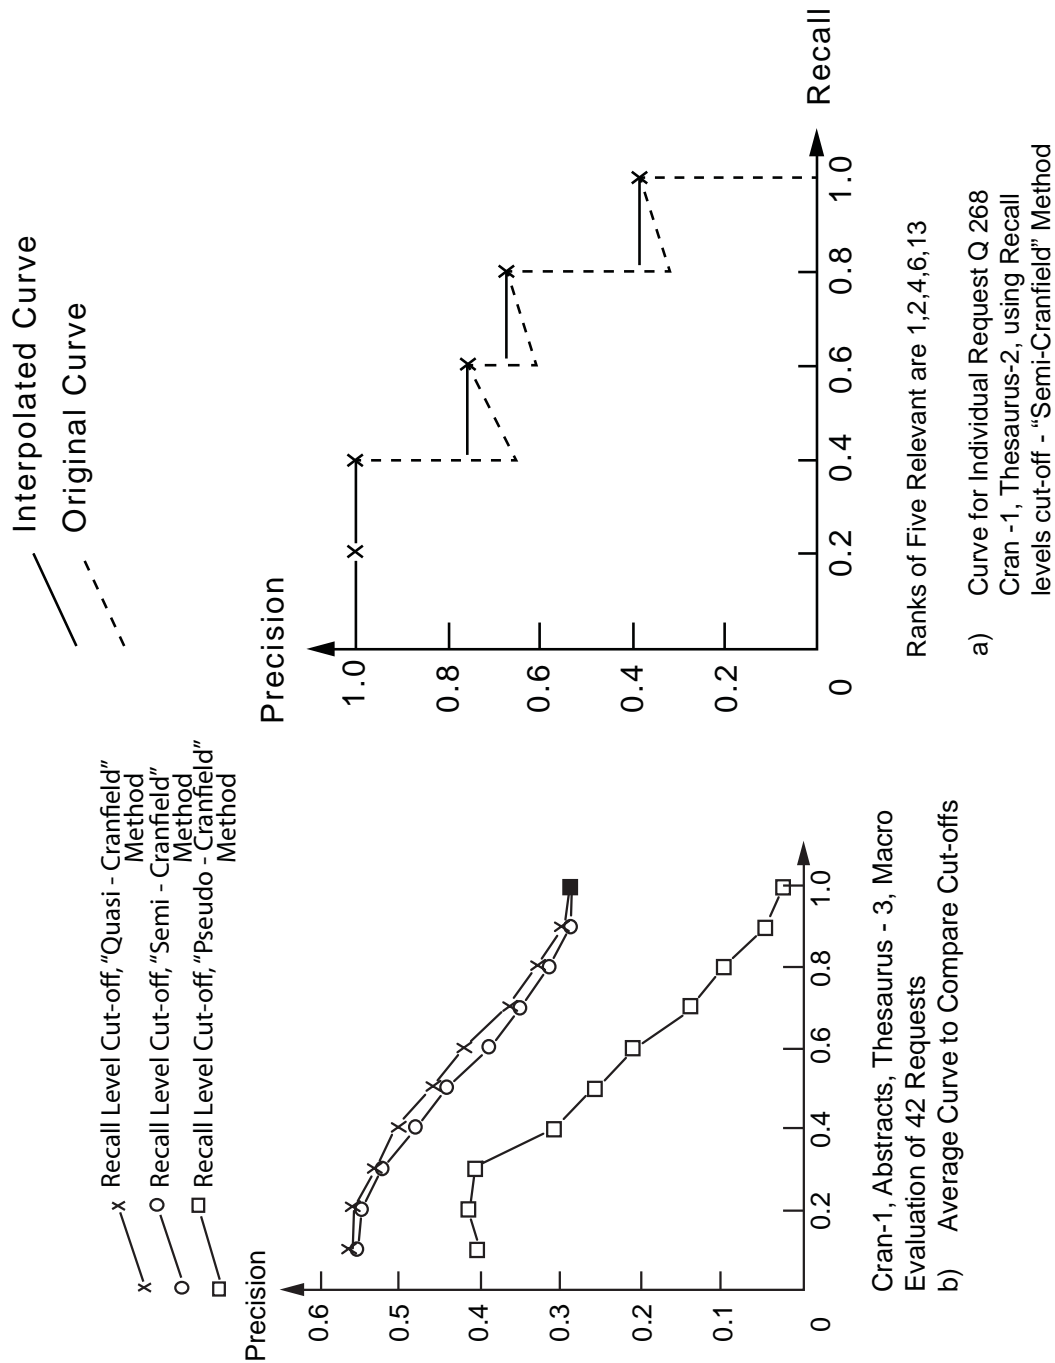 Interpolated Curve
Original Curve
Recall Level Cut-off, "Quasi - Cranfield"
Method
Recall Level Cut-off, "Semi - Cranfield"
Method
Recall Level Cut-off, "Pseudo - Cranfield"
Method
Precision
0.6
0.5
0.4
0.3
0.2
0.1
0
0.2
0.4
0.6
0.8
1.0
Cran-1, Abstracts, Thesaurus - 3, Macro
Evaluation of 42 Requests
b) Average Curve to Compare Cut-offs
Precision
1.0
0.8
0.6
0.4
0.2
0
0.2
0.4
0.6
0.8
1.0
Recall
Ranks of Five Relevant are 1,2,4,6,13
a) Curve for Individual Request Q 268
Cran -1, Thesaurus-2, using Recall
levels cut-off - "Semi-Cranfield" Method